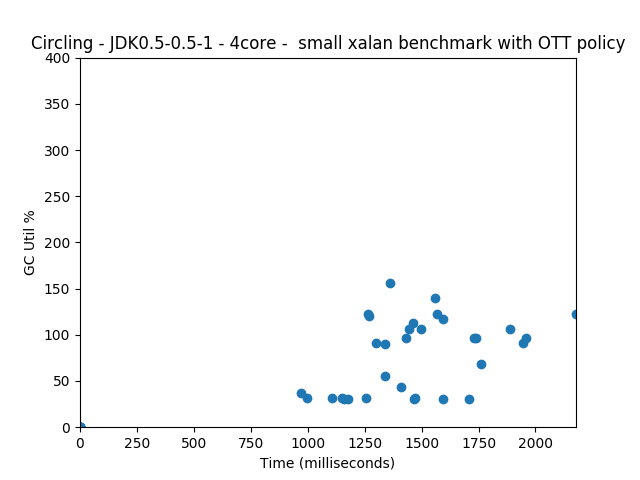 Circling - JDK0.5-0.5-1 - 4core -  small xalan benchmark with OTT policy
400
350
300
250
200
150
100
50
0
GC Util %
0 250 500 750 1000 1250 1500 1750 2000
Time (milliseconds)